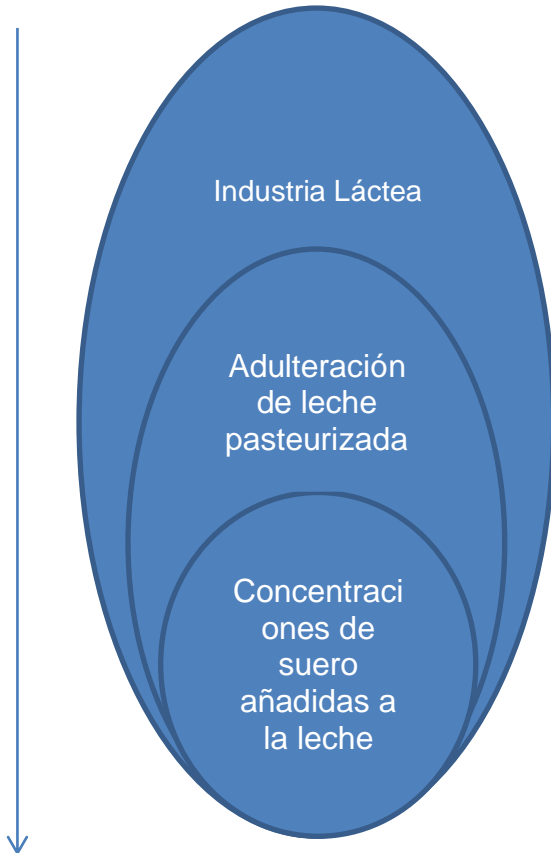 Industria Láctea
Adulteración
de leche
pasteurizada
Concentraci
ones de
suero
añadidas a
la leche